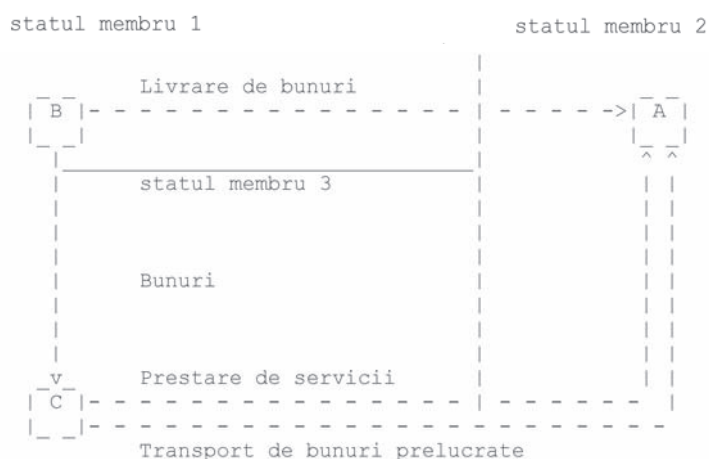 statul membru 1 statul membru 2
Livrare de bunuri
B A
statul membru 3
Bunuri
Prestare de servicii
C
Transport de bunuri prelucrate